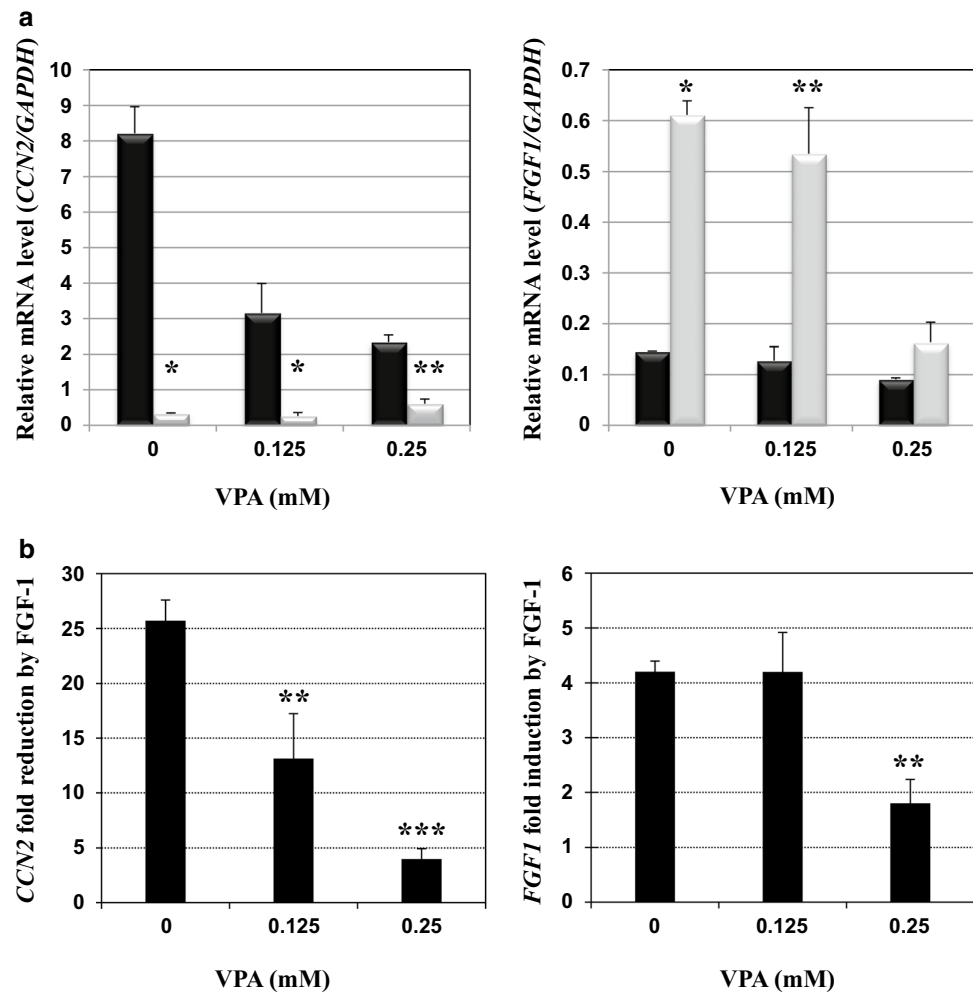 a
Relative mRNA level (CCN2/GAPDH)
10
9
8
7
6
5
4
3
2
1
0
*
*
**
0 0.125 0.25
VPA (mM)
Relative mRNA level (FGF1/GAPDH)
0.7
0.6
0.5
0.4
0.3
0.2
0.1
0
*
**
0 0.125 0.25
VPA (mM)
b
CCN2 fold reduction by FGF-1
30
25
20
15
10
5
0
**
***
0 0.125 0.25
VPA (mM)
FGF1 fold induction by FGF-1
6
5
4
3
2
1
0
**
0 0.125 0.25
VPA (mM)